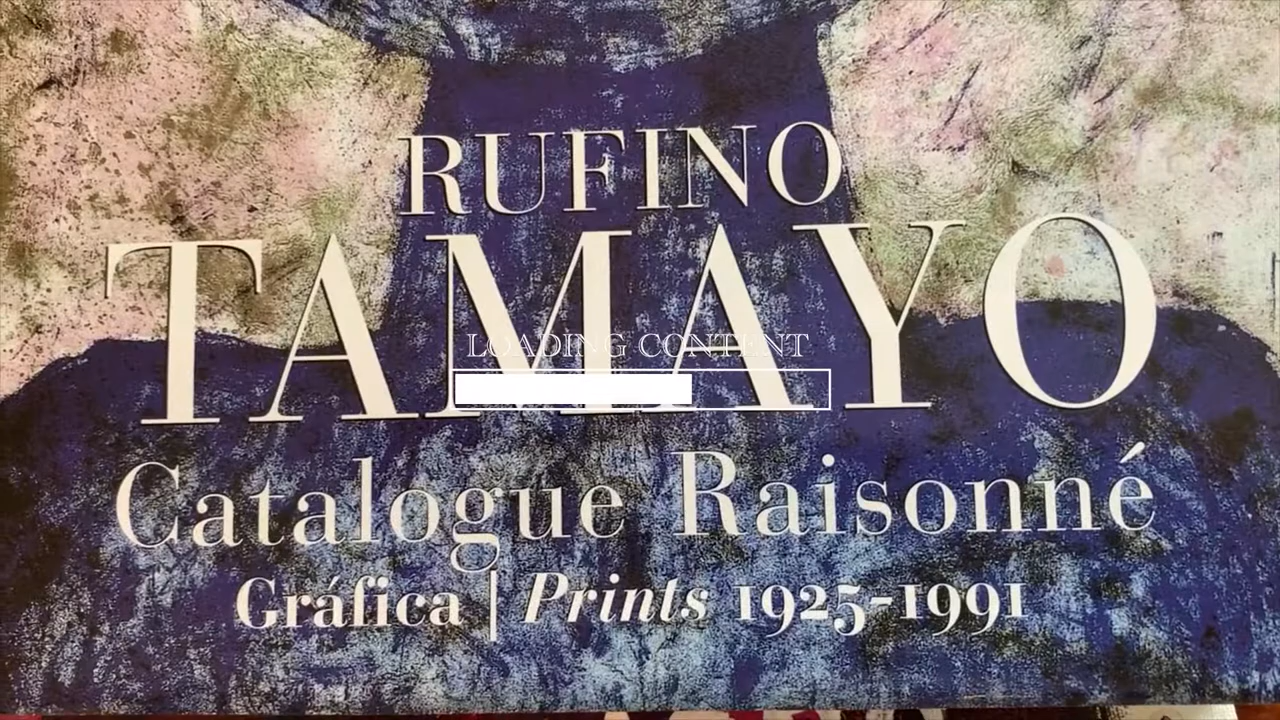 RUFINO
TAMAYO
LOADING CONTENT
Catalogue Raisonné
Gráfica | Prints 1925-1991